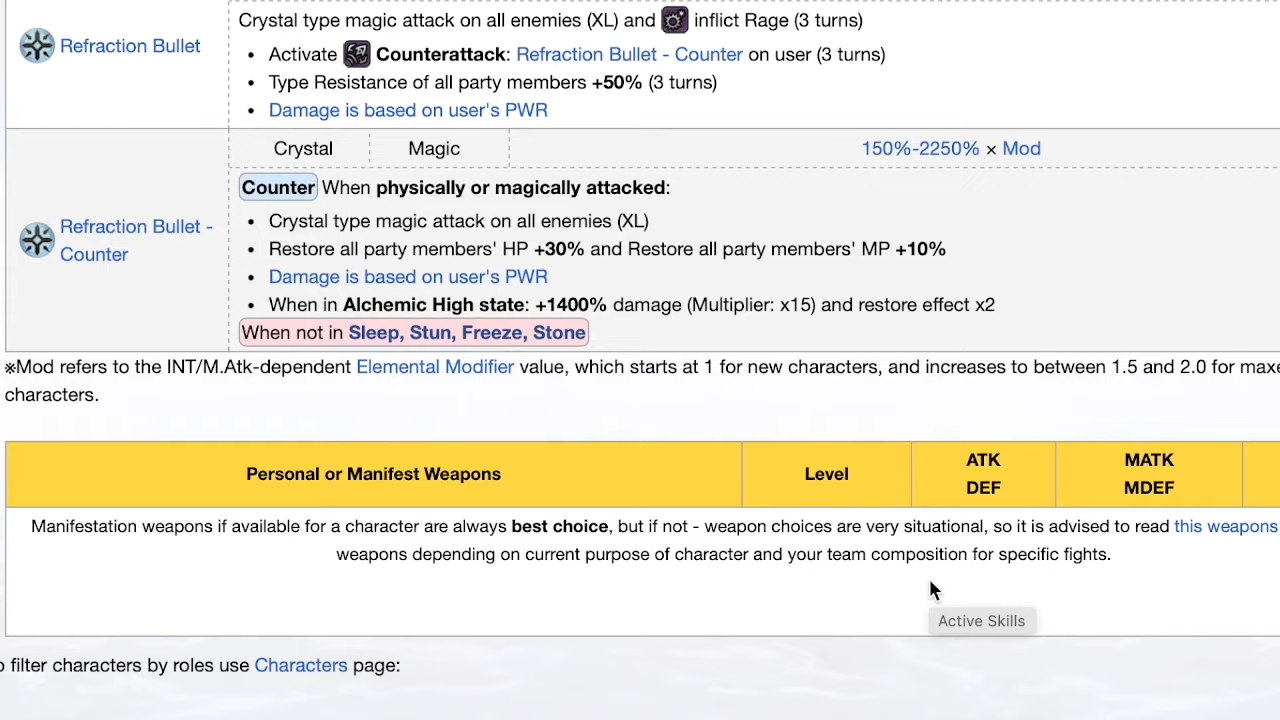 Crystal type magic attack on all enemies (XL) and inflict Rage (3 turns)
Refraction Bullet
• Activate Counterattack: Refraction Bullet - Counter on user (3 turns)
• Type Resistance of all party members +50% (3 turns)
• Damage is based on user's PWR
Crystal Magic 150%-2250% × Mod
Counter When physically or magically attacked:
Refraction Bullet - Counter
• Crystal type magic attack on all enemies (XL)
• Restore all party members' HP +30% and Restore all party members' MP +10%
• Damage is based on user's PWR
• When in Alchemic High state: +1400% damage (Multiplier: x15) and restore effect x2
When not in Sleep, Stun, Freeze, Stone
※Mod refers to the INT/M.Atk-dependent Elemental Modifier value, which starts at 1 for new characters, and increases to between 1.5 and 2.0 for maxe
characters.
Personal or Manifest Weapons Level ATK DEF MATK MDEF
Manifestation weapons if available for a character are always best choice, but if not - weapon choices are very situational, so it is advised to read this weapons
weapons depending on current purpose of character and your team composition for specific fights.
Active Skills
o filter characters by roles use Characters page: